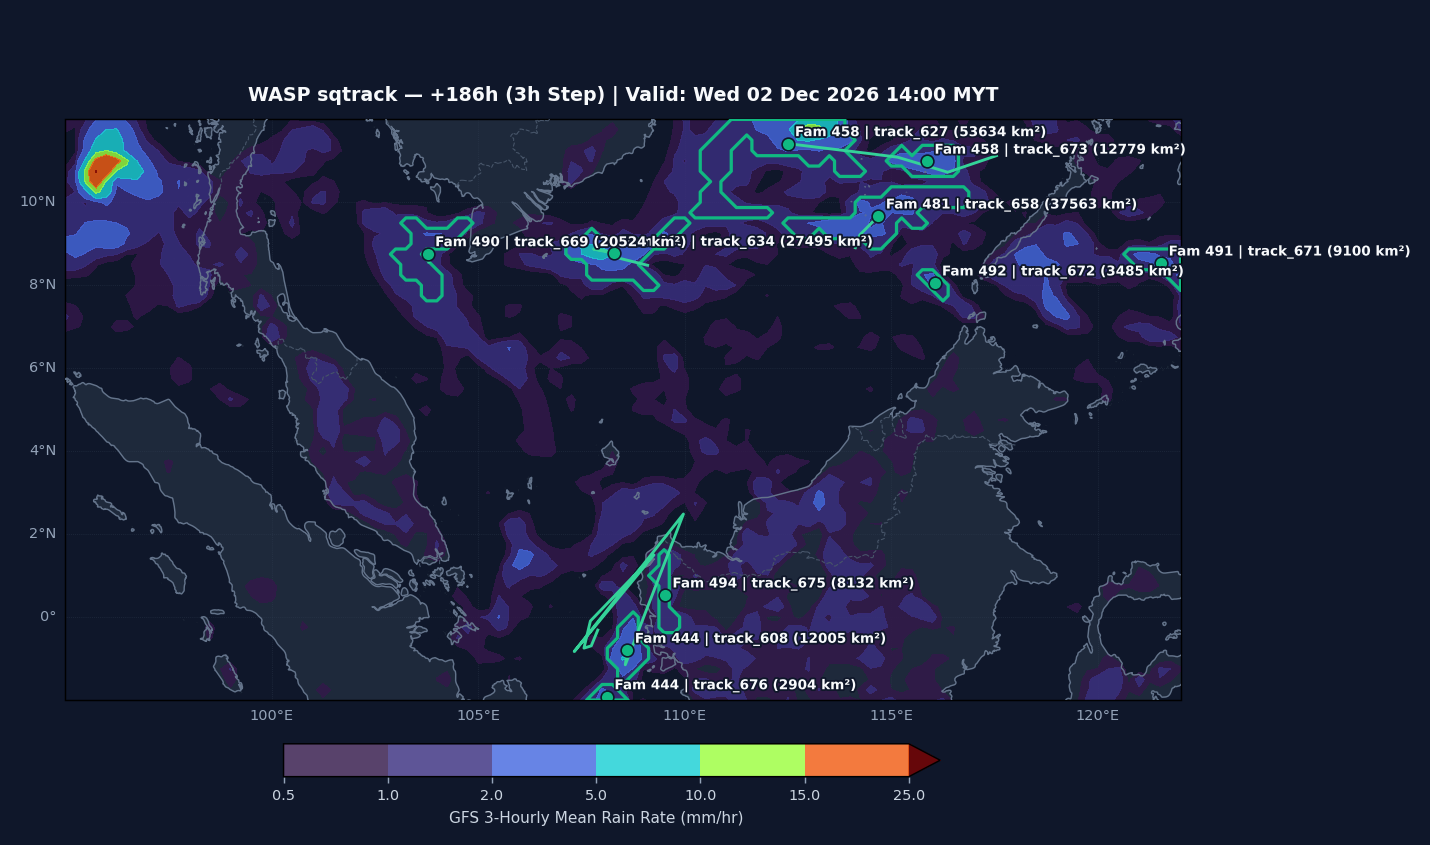 WASP sqtrack — +186h (3h Step) | Valid: Wed 02 Dec 2026 14:00 MYT
Fam 458 | track_627 (53634 km²)
Fam 458 | track_673 (12779 km²)
10°N
Fam 481 | track_658 (37563 km²)
Fam 490 | track_669 (20524 km²) | track_634 (27495 km²)
Fam 491 | track_671 (9100 km²)
Fam 492 | track_672 (3485 km²)
8°N
6°N
4°N
2°N
Fam 494 | track_675 (8132 km²)
0°
Fam 444 | track_608 (12005 km²)
Fam 444 | track_676 (2904 km²)
100°E 105°E 110°E 115°E 120°E
0.5 1.0 2.0 5.0 10.0 15.0 25.0
GFS 3-Hourly Mean Rain Rate (mm/hr)